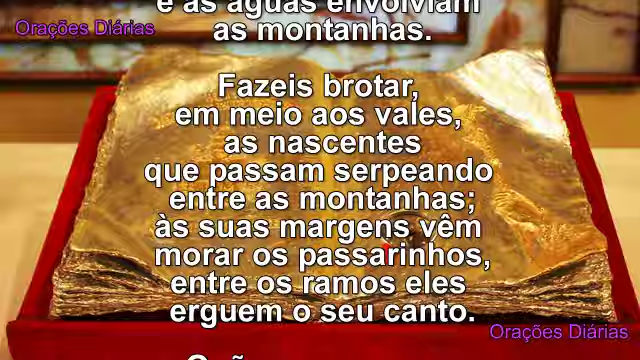 e as águas envolviam
Orações Diárias
as montanhas.
Fazeis brotar,
em meio aos vales,
as nascentes
que passam serpeando
entre as montanhas;
às suas margens vêm
morar os passarinhos,
entre os ramos eles
erguem o seu canto.
Orações Diárias